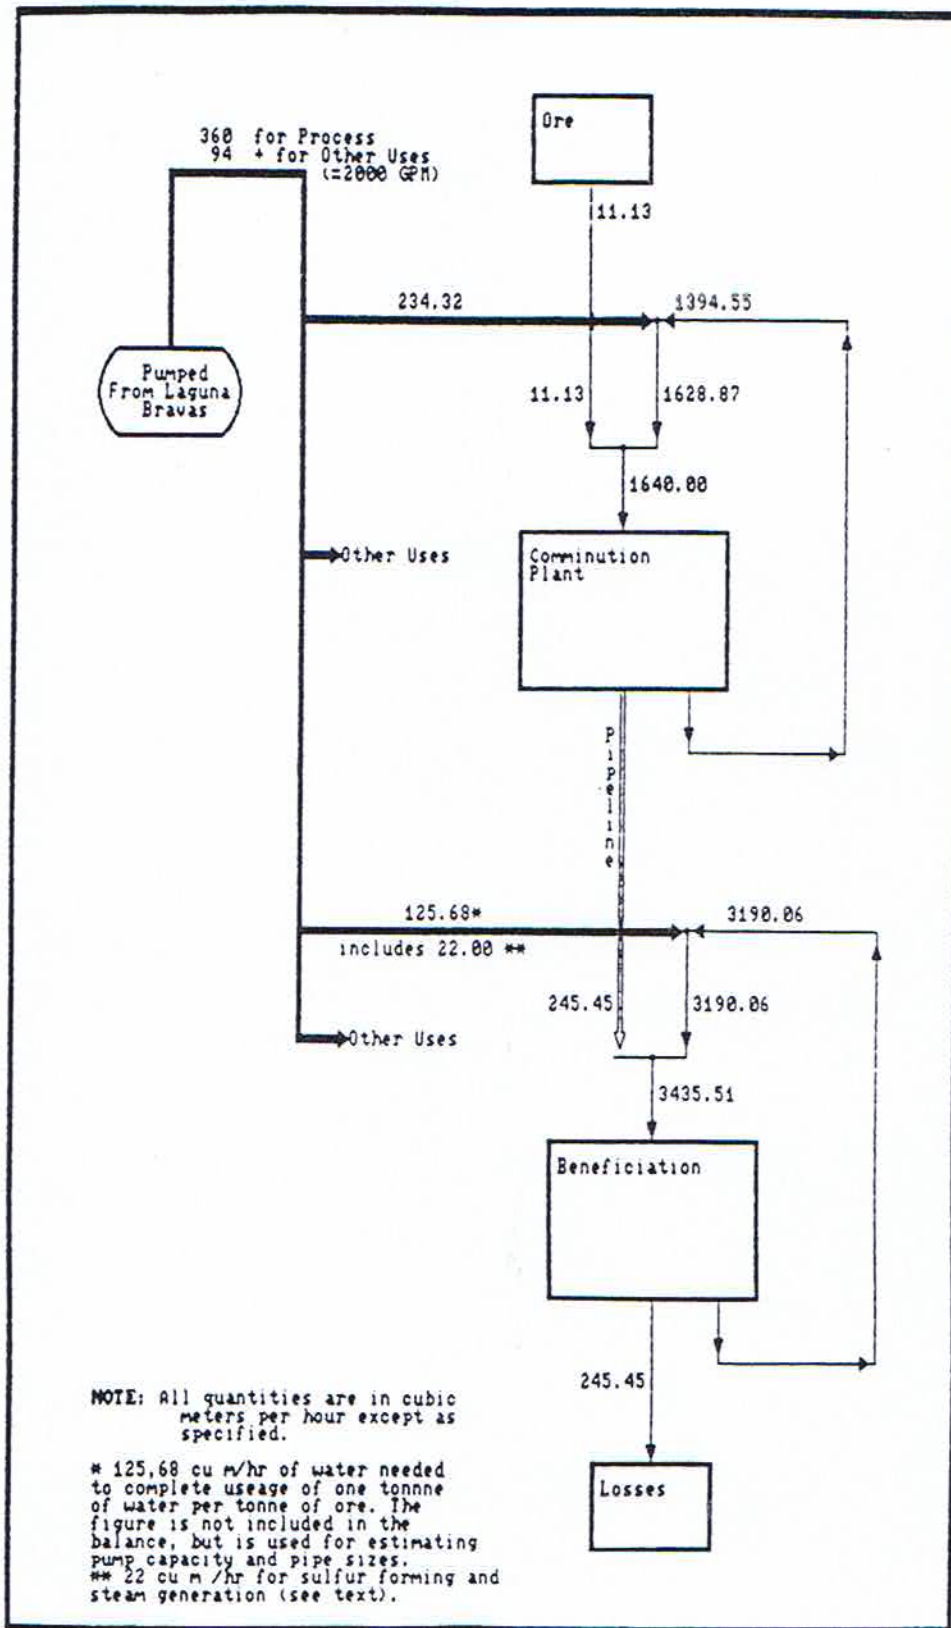 Ore
360 for Process
94 + for Other Uses
(=2000 GPM)
11.13
234.32
1394.55
Pumped
From Laguna
Bravas
11.13
1628.87
1640.00
Other Uses
Comminution
Plant
Pipeline
125.68*
3190.06
includes 22.00 **
245.45
3190.06
Other Uses
3435.51
Beneficiation
245.45
NOTE: All quantities are in cubic
meters per hour except as
specified.
* 125,68 cu m/hr of water needed
to complete useage of one tonnne
of water per tonne of ore. The
figure is not included in the
balance, but is used for estimating
pump capacity and pipe sizes.
** 22 cu m /hr for sulfur forming and
steam generation (see text).
Losses